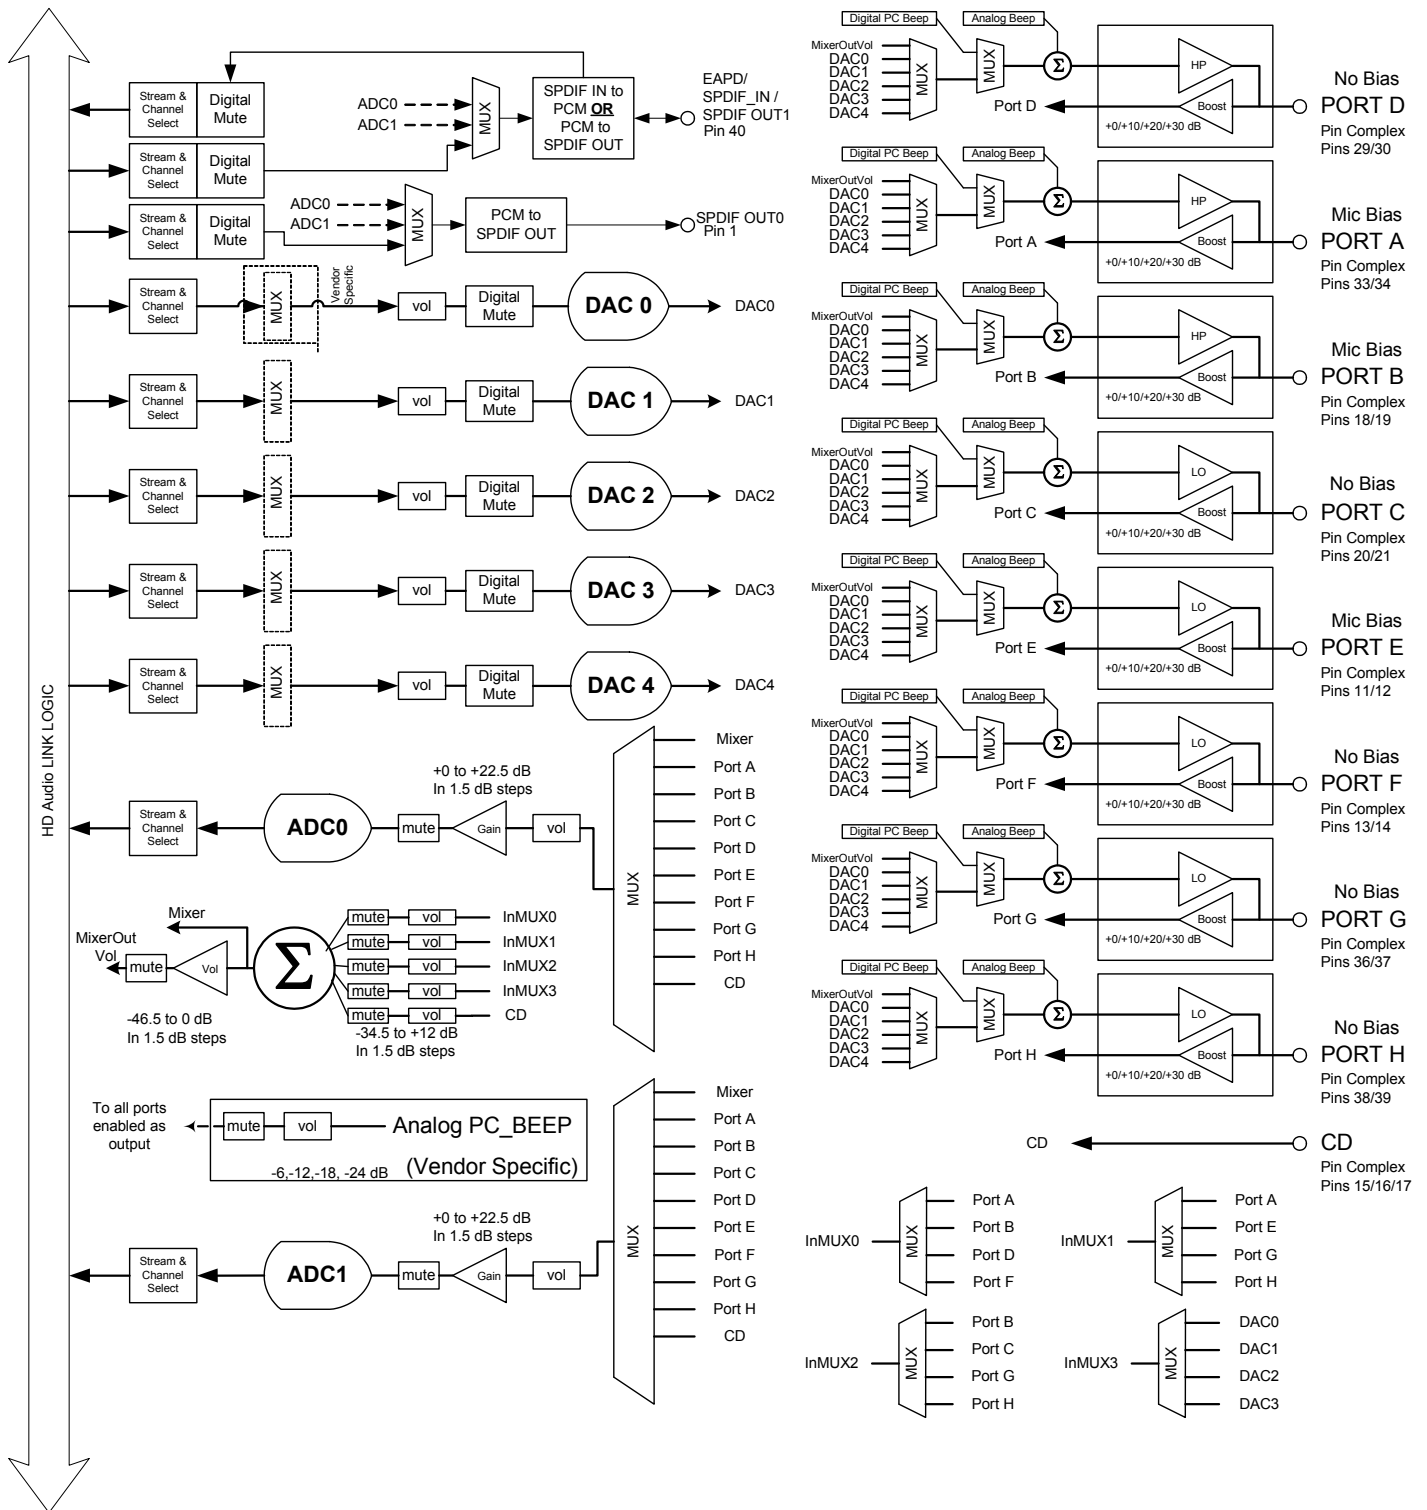 HD Audio LINK LOGIC
Stream &
Channel
Select
Digital
Mute
ADC0
ADC1
MUX
SPDIF IN to
PCM OR
PCM to
SPDIF OUT
EAPD/
SPDIF_IN /
SPDIF OUT1
Pin 40
Stream &
Channel
Select
Digital
Mute
Stream &
Channel
Select
Digital
Mute
ADC0
ADC1
MUX
PCM to
SPDIF OUT
SPDIF OUT0
Pin 1
Stream &
Channel
Select
MUX
Vendor
Specific
vol
Digital
Mute
DAC 0
DAC0
Stream &
Channel
Select
MUX
vol
Digital
Mute
DAC 1
DAC1
Stream &
Channel
Select
MUX
vol
Digital
Mute
DAC 2
DAC2
Stream &
Channel
Select
MUX
vol
Digital
Mute
DAC 3
DAC3
Stream &
Channel
Select
MUX
vol
Digital
Mute
DAC 4
DAC4
Stream &
Channel
Select
ADC0
mute
Gain
+0 to +22.5 dB
In 1.5 dB steps
vol
MUX
Mixer
Port A
Port B
Port C
Port D
Port E
Port F
Port G
Port H
CD
Mixer
MixerOut
Vol
mute
Vol
-46.5 to 0 dB
In 1.5 dB steps
Σ
mute
vol
InMUX0
mute
vol
InMUX1
mute
vol
InMUX2
mute
vol
InMUX3
mute
vol
CD
-34.5 to +12 dB
In 1.5 dB steps
To all ports
enabled as
output
mute
vol
Analog PC_BEEP
-6,-12,-18, -24 dB
(Vendor Specific)
Stream &
Channel
Select
ADC1
mute
Gain
+0 to +22.5 dB
In 1.5 dB steps
vol
MUX
Mixer
Port A
Port B
Port C
Port D
Port E
Port F
Port G
Port H
CD
Digital PC Beep
Analog Beep
MixerOutVol
DAC0
DAC1
DAC2
DAC3
DAC4
MUX
MUX
Σ
HP
Port D
Boost
+0/+10/+20/+30 dB
No Bias
PORT D
Pin Complex
Pins 29/30
Digital PC Beep
Analog Beep
MixerOutVol
DAC0
DAC1
DAC2
DAC3
DAC4
MUX
MUX
Σ
HP
Port A
Boost
+0/+10/+20/+30 dB
Mic Bias
PORT A
Pin Complex
Pins 33/34
Digital PC Beep
Analog Beep
MixerOutVol
DAC0
DAC1
DAC2
DAC3
DAC4
MUX
MUX
Σ
HP
Port B
Boost
+0/+10/+20/+30 dB
Mic Bias
PORT B
Pin Complex
Pins 18/19
Digital PC Beep
Analog Beep
MixerOutVol
DAC0
DAC1
DAC2
DAC3
DAC4
MUX
MUX
Σ
LO
Port C
Boost
+0/+10/+20/+30 dB
No Bias
PORT C
Pin Complex
Pins 20/21
Digital PC Beep
Analog Beep
MixerOutVol
DAC0
DAC1
DAC2
DAC3
DAC4
MUX
MUX
Σ
LO
Port E
Boost
+0/+10/+20/+30 dB
Mic Bias
PORT E
Pin Complex
Pins 11/12
Digital PC Beep
Analog Beep
MixerOutVol
DAC0
DAC1
DAC2
DAC3
DAC4
MUX
MUX
Σ
LO
Port F
Boost
+0/+10/+20/+30 dB
No Bias
PORT F
Pin Complex
Pins 13/14
Digital PC Beep
Analog Beep
MixerOutVol
DAC0
DAC1
DAC2
DAC3
DAC4
MUX
MUX
Σ
LO
Port G
Boost
+0/+10/+20/+30 dB
No Bias
PORT G
Pin Complex
Pins 36/37
Digital PC Beep
Analog Beep
MixerOutVol
DAC0
DAC1
DAC2
DAC3
DAC4
MUX
MUX
Σ
LO
Port H
Boost
+0/+10/+20/+30 dB
No Bias
PORT H
Pin Complex
Pins 38/39
CD
CD
Pin Complex
Pins 15/16/17
InMUX0
MUX
Port A
Port B
Port D
Port F
InMUX1
MUX
Port A
Port E
Port G
Port H
InMUX2
MUX
Port B
Port C
Port G
Port H
InMUX3
MUX
DAC0
DAC1
DAC2
DAC3